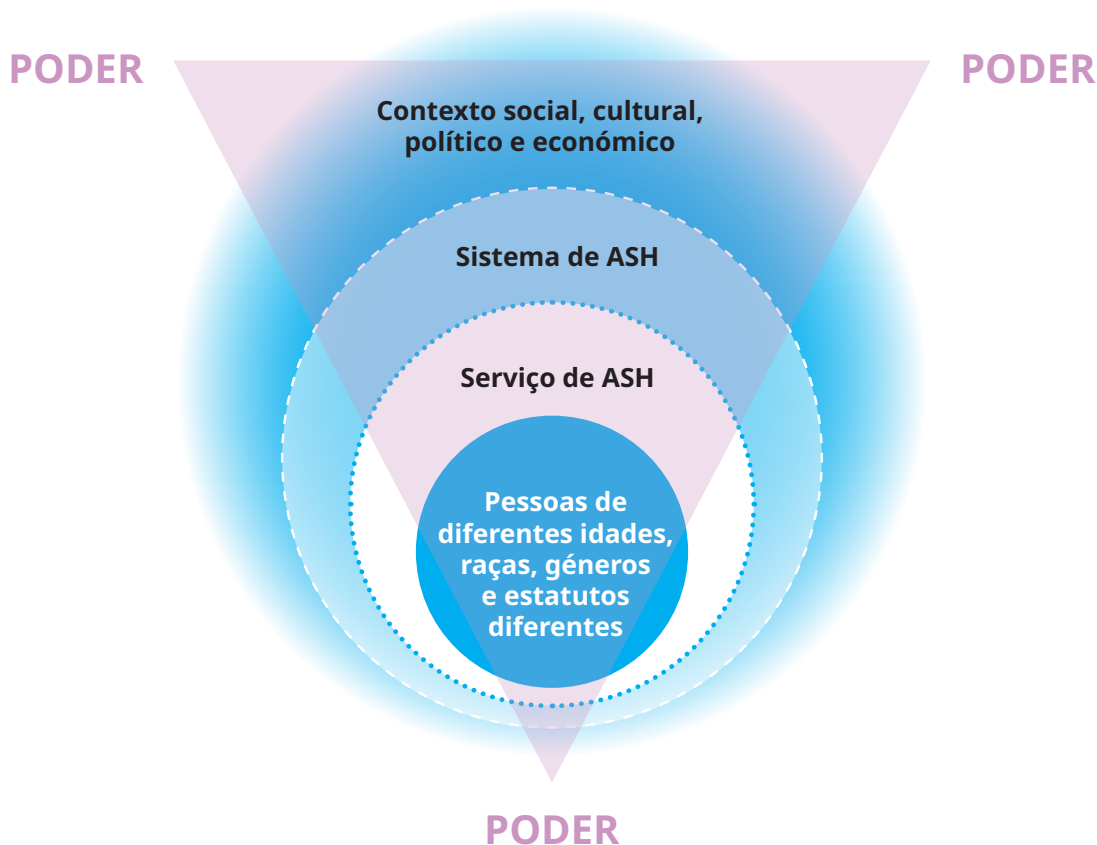 PODER
PODER
Contexto social, cultural,
político e económico
Sistema de ASH
Serviço de ASH
Pessoas de
diferentes idades,
raças, géneros
e estatutos
diferentes
PODER